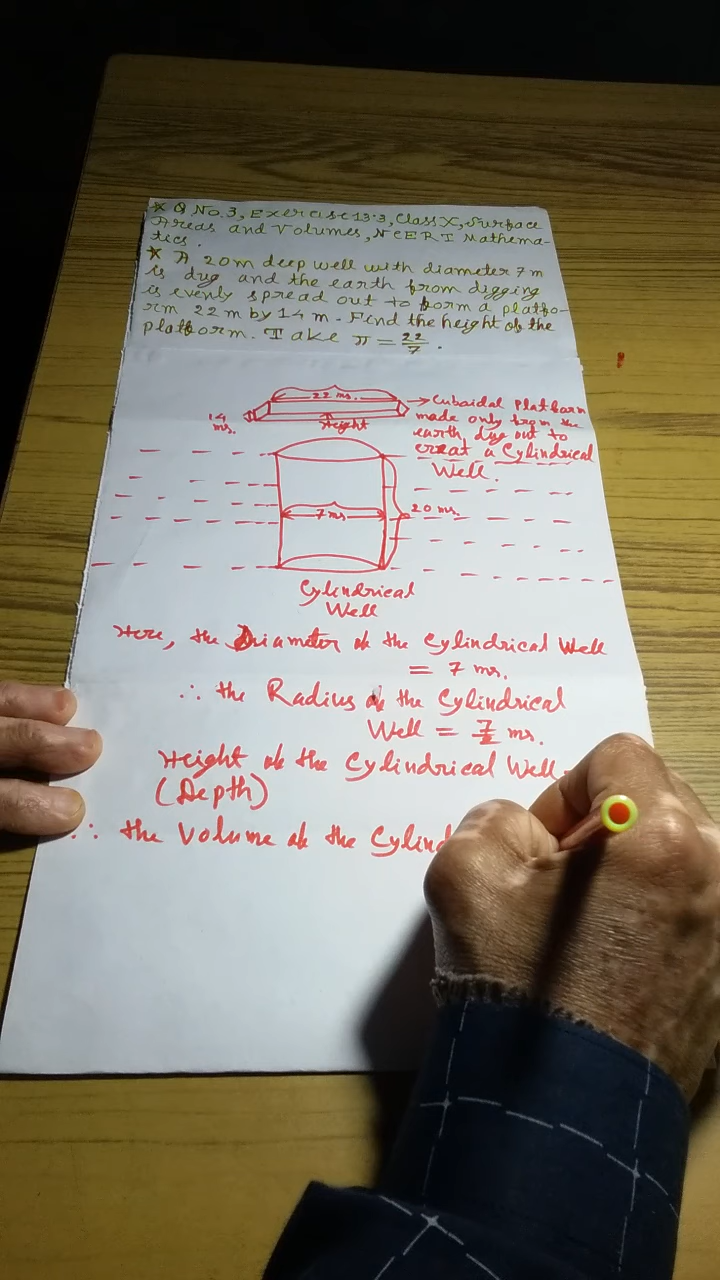 * Q No.3, Exercise 13.3, Class X, Surface
Areas and Volumes, NCERT Mathema-
tics.
* A 20m deep well with diameter 7m
is dug and the earth from digging
is evenly spread out to form a platfo-
rm 22 m by 14 m. Find the height of the
platform. Take π = 22/7.
22 ms.
14
ms.
Height
→ Cuboidal Platform
made only from the
earth, dug out to
creat a Cylindrical
Well.
7 ms.
20 ms.
Cylindrical
Well
Here, the Diameter of the Cylindrical Well
= 7 ms.
∴ the Radius of the Cylindrical
Well = 7/2 ms.
Height of the Cylindrical Well
(Depth)
∴ the Volume of the Cylind